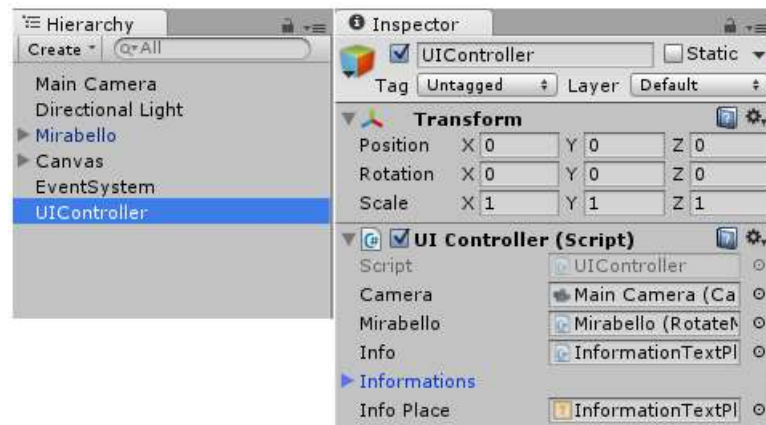 Hierarchy
Create
All
Main Camera
Directional Light
Mirabello
Canvas
EventSystem
UIController
Inspector
UIController Static
Tag Untagged Layer Default
Transform
Position X 0 Y 0 Z 0
Rotation X 0 Y 0 Z 0
Scale X 1 Y 1 Z 1
UI Controller (Script)
Script UIController
Camera Main Camera (Ca
Mirabello Mirabello (RotateM
Info InformationTextPl
Informations
Info Place InformationTextPl